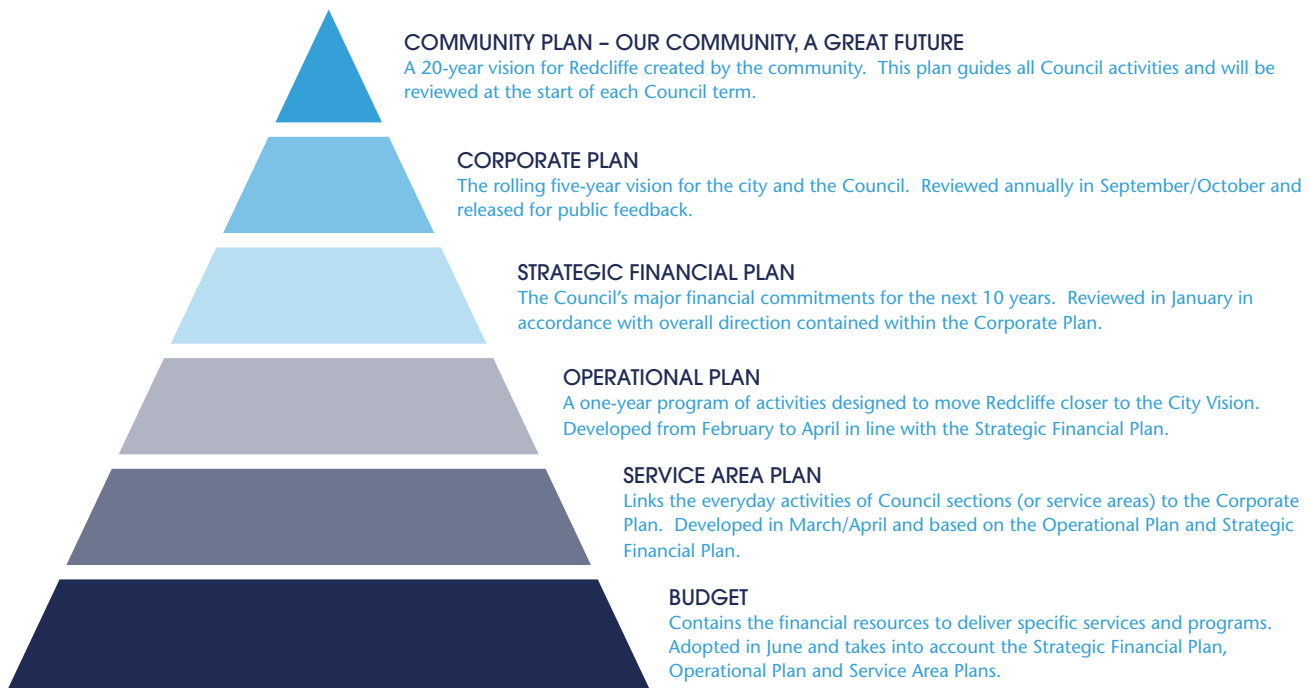 COMMUNITY PLAN – OUR COMMUNITY, A GREAT FUTURE
A 20-year vision for Redcliffe created by the community.  This plan guides all Council activities and will be
reviewed at the start of each Council term.
CORPORATE PLAN
The rolling five-year vision for the city and the Council.  Reviewed annually in September/October and
released for public feedback.
STRATEGIC FINANCIAL PLAN
The Council's major financial commitments for the next 10 years.  Reviewed in January in
accordance with overall direction contained within the Corporate Plan.
OPERATIONAL PLAN
A one-year program of activities designed to move Redcliffe closer to the City Vision.
Developed from February to April in line with the Strategic Financial Plan.
SERVICE AREA PLAN
Links the everyday activities of Council sections (or service areas) to the Corporate
Plan.  Developed in March/April and based on the Operational Plan and Strategic
Financial Plan.
BUDGET
Contains the financial resources to deliver specific services and programs.
Adopted in June and takes into account the Strategic Financial Plan,
Operational Plan and Service Area Plans.